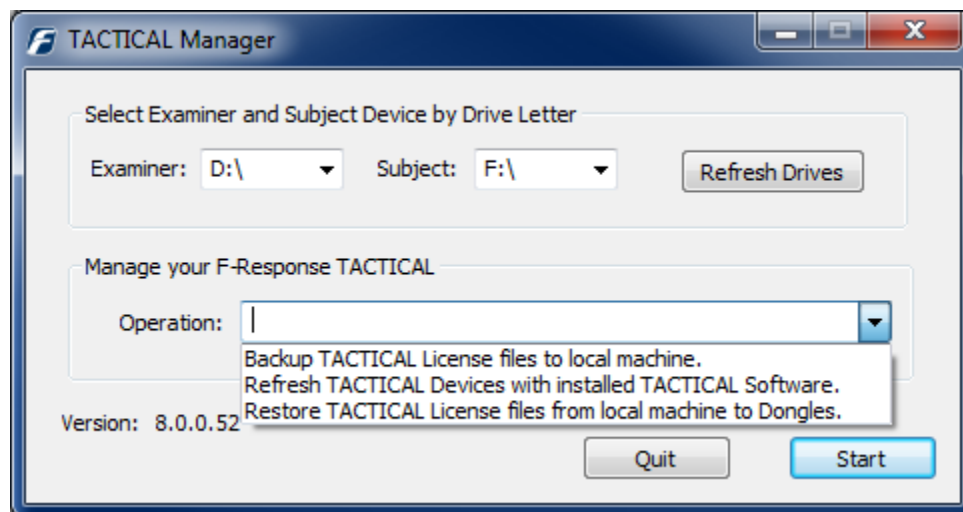 TACTICAL Manager
Select Examiner and Subject Device by Drive Letter
Examiner: D:\ Subject: F:\ Refresh Drives
Manage your F-Response TACTICAL
Operation:
Backup TACTICAL License files to local machine.
Refresh TACTICAL Devices with installed TACTICAL Software.
Restore TACTICAL License files from local machine to Dongles.
Version: 8.0.0.52
Quit Start